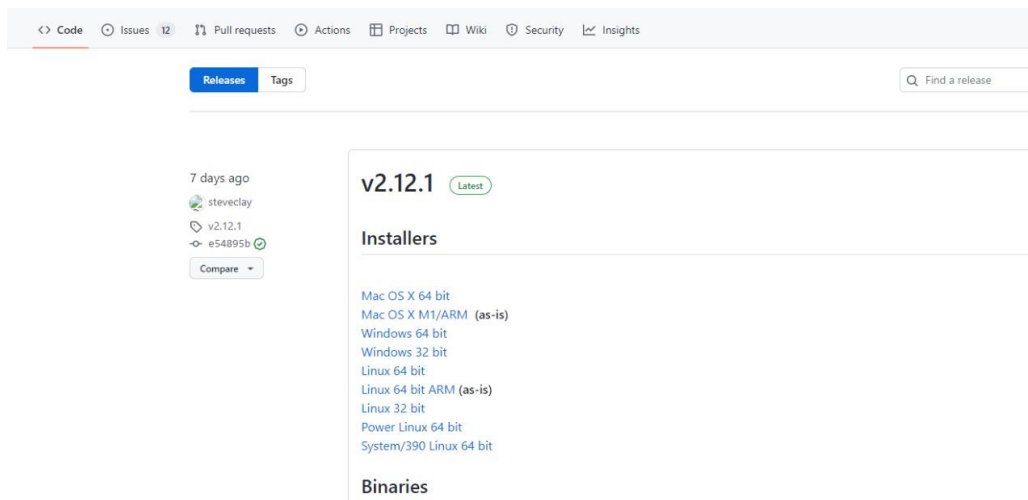 <> Code Issues 12 Pull requests Actions Projects Wiki Security Insights
Releases Tags Find a release
7 days ago
steveclay
v2.12.1
e54895b
Compare
v2.12.1 Latest
Installers
Mac OS X 64 bit
Mac OS X M1/ARM (as-is)
Windows 64 bit
Windows 32 bit
Linux 64 bit
Linux 64 bit ARM (as-is)
Linux 32 bit
Power Linux 64 bit
System/390 Linux 64 bit
Binaries